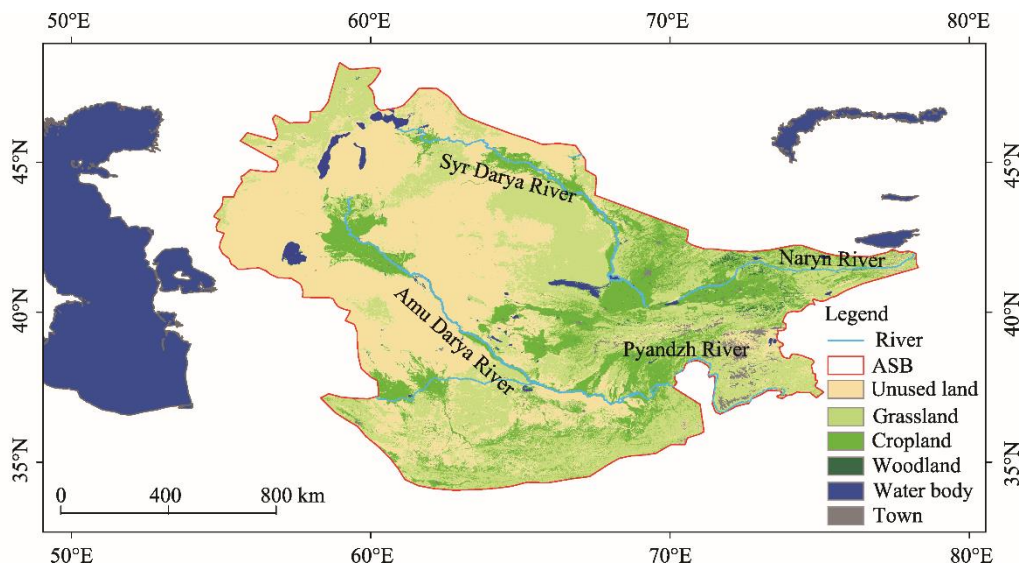 50°E 60°E 70°E 80°E
45°N 45°N
Syr Darya River
Naryn River
40°N 40°N
Amu Darya River
Pyandzh River
Legend
River
ASB
Unused land
Grassland
Cropland
Woodland
Water body
Town
35°N 35°N
0 400 800 km
50°E 60°E 70°E 80°E